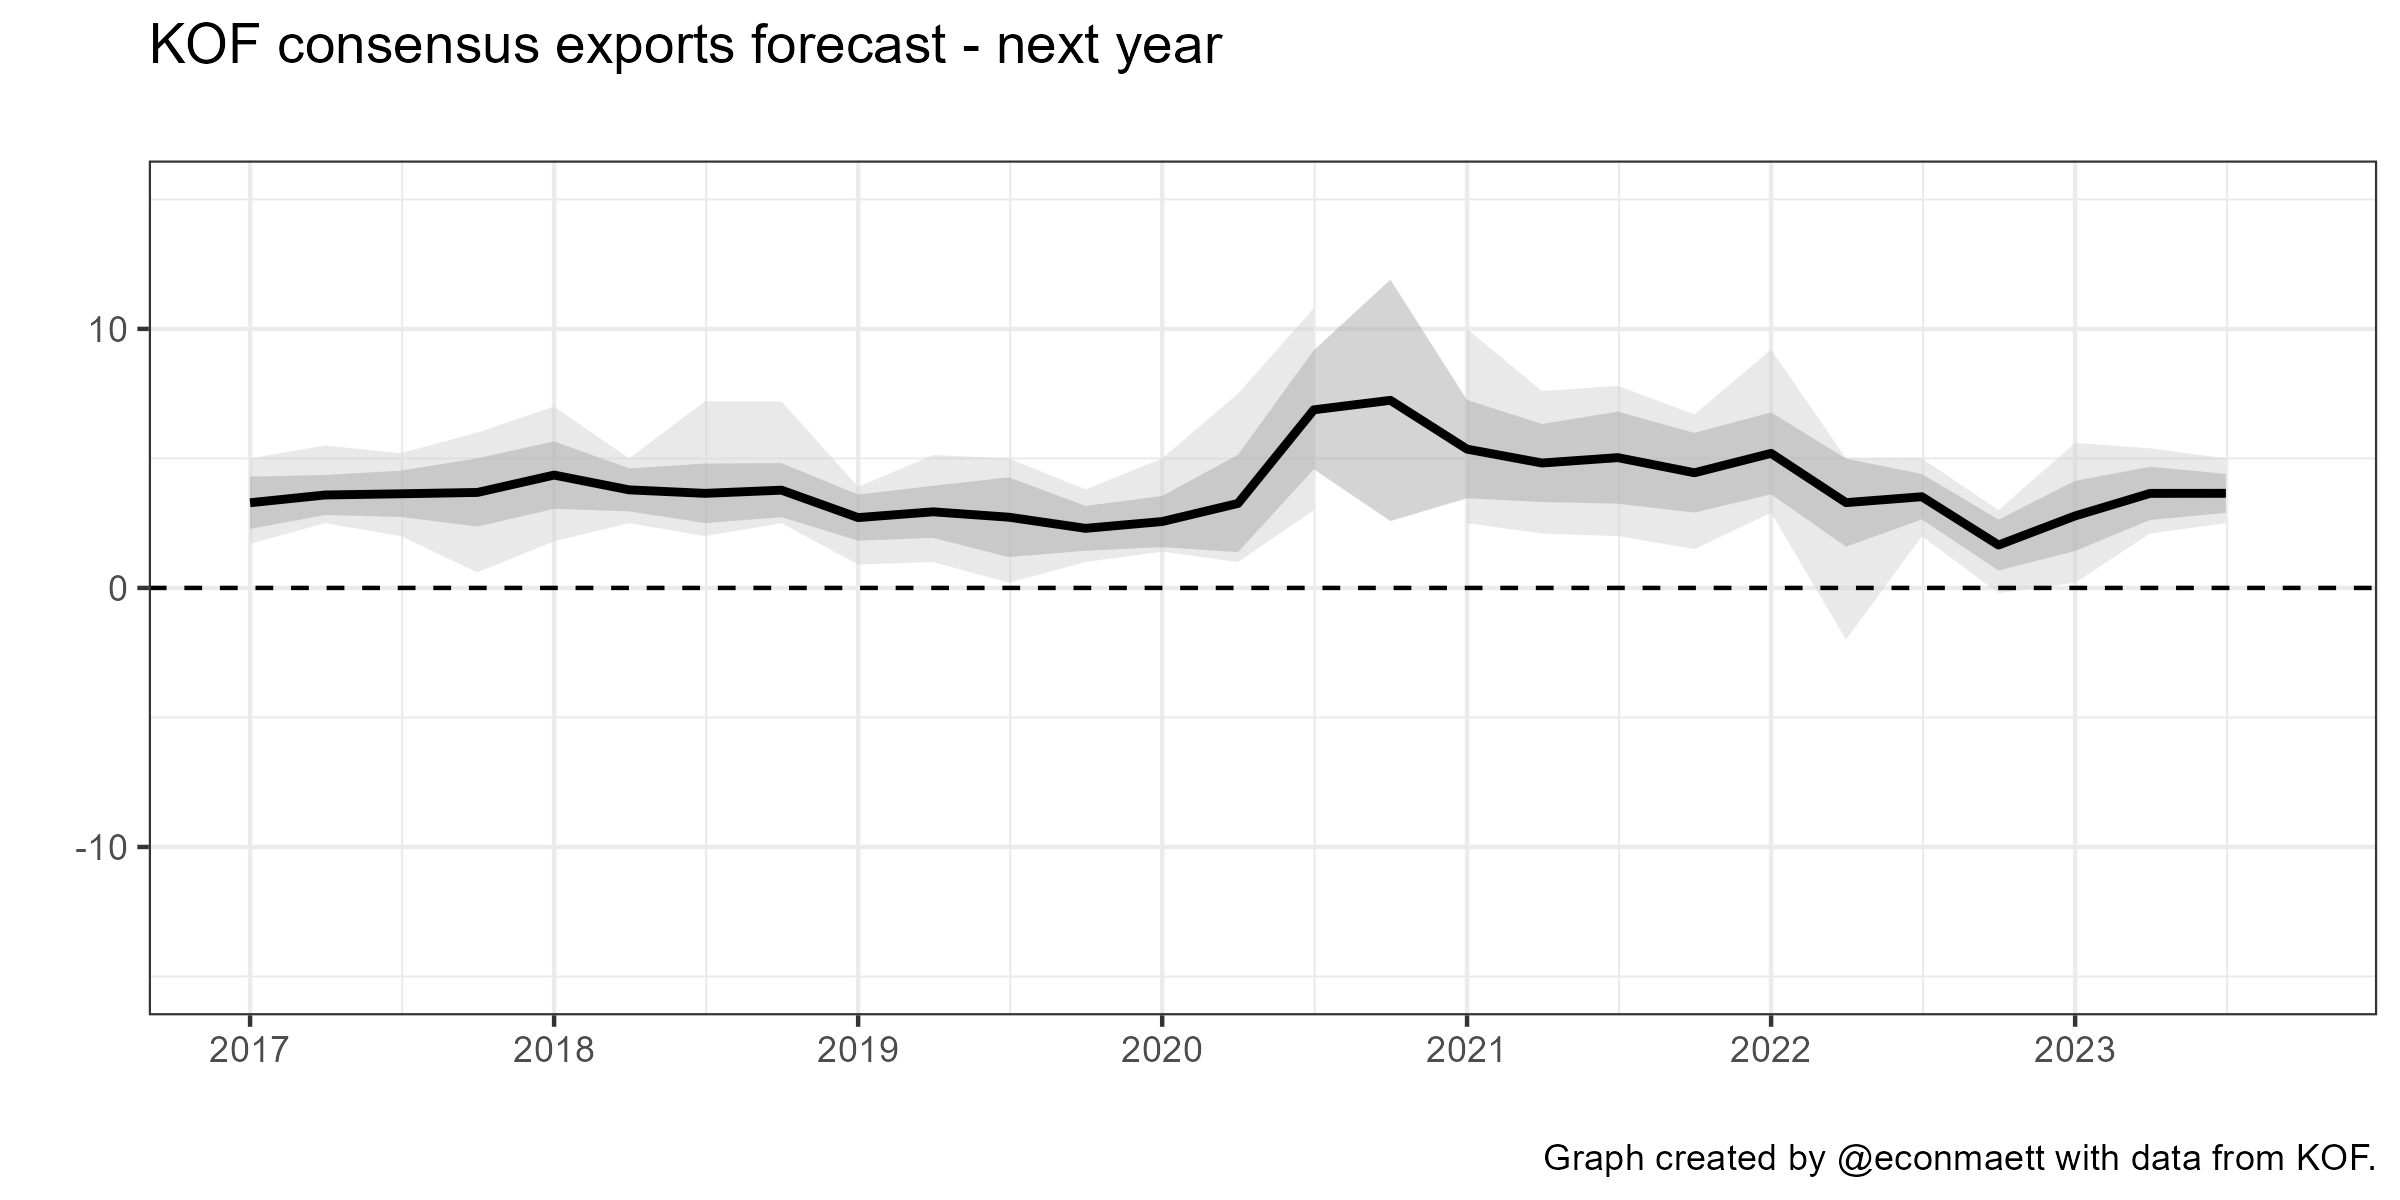 KOF consensus exports forecast - next year
10
0
-10
2017 2018 2019 2020 2021 2022 2023
Graph created by @econmaett with data from KOF.